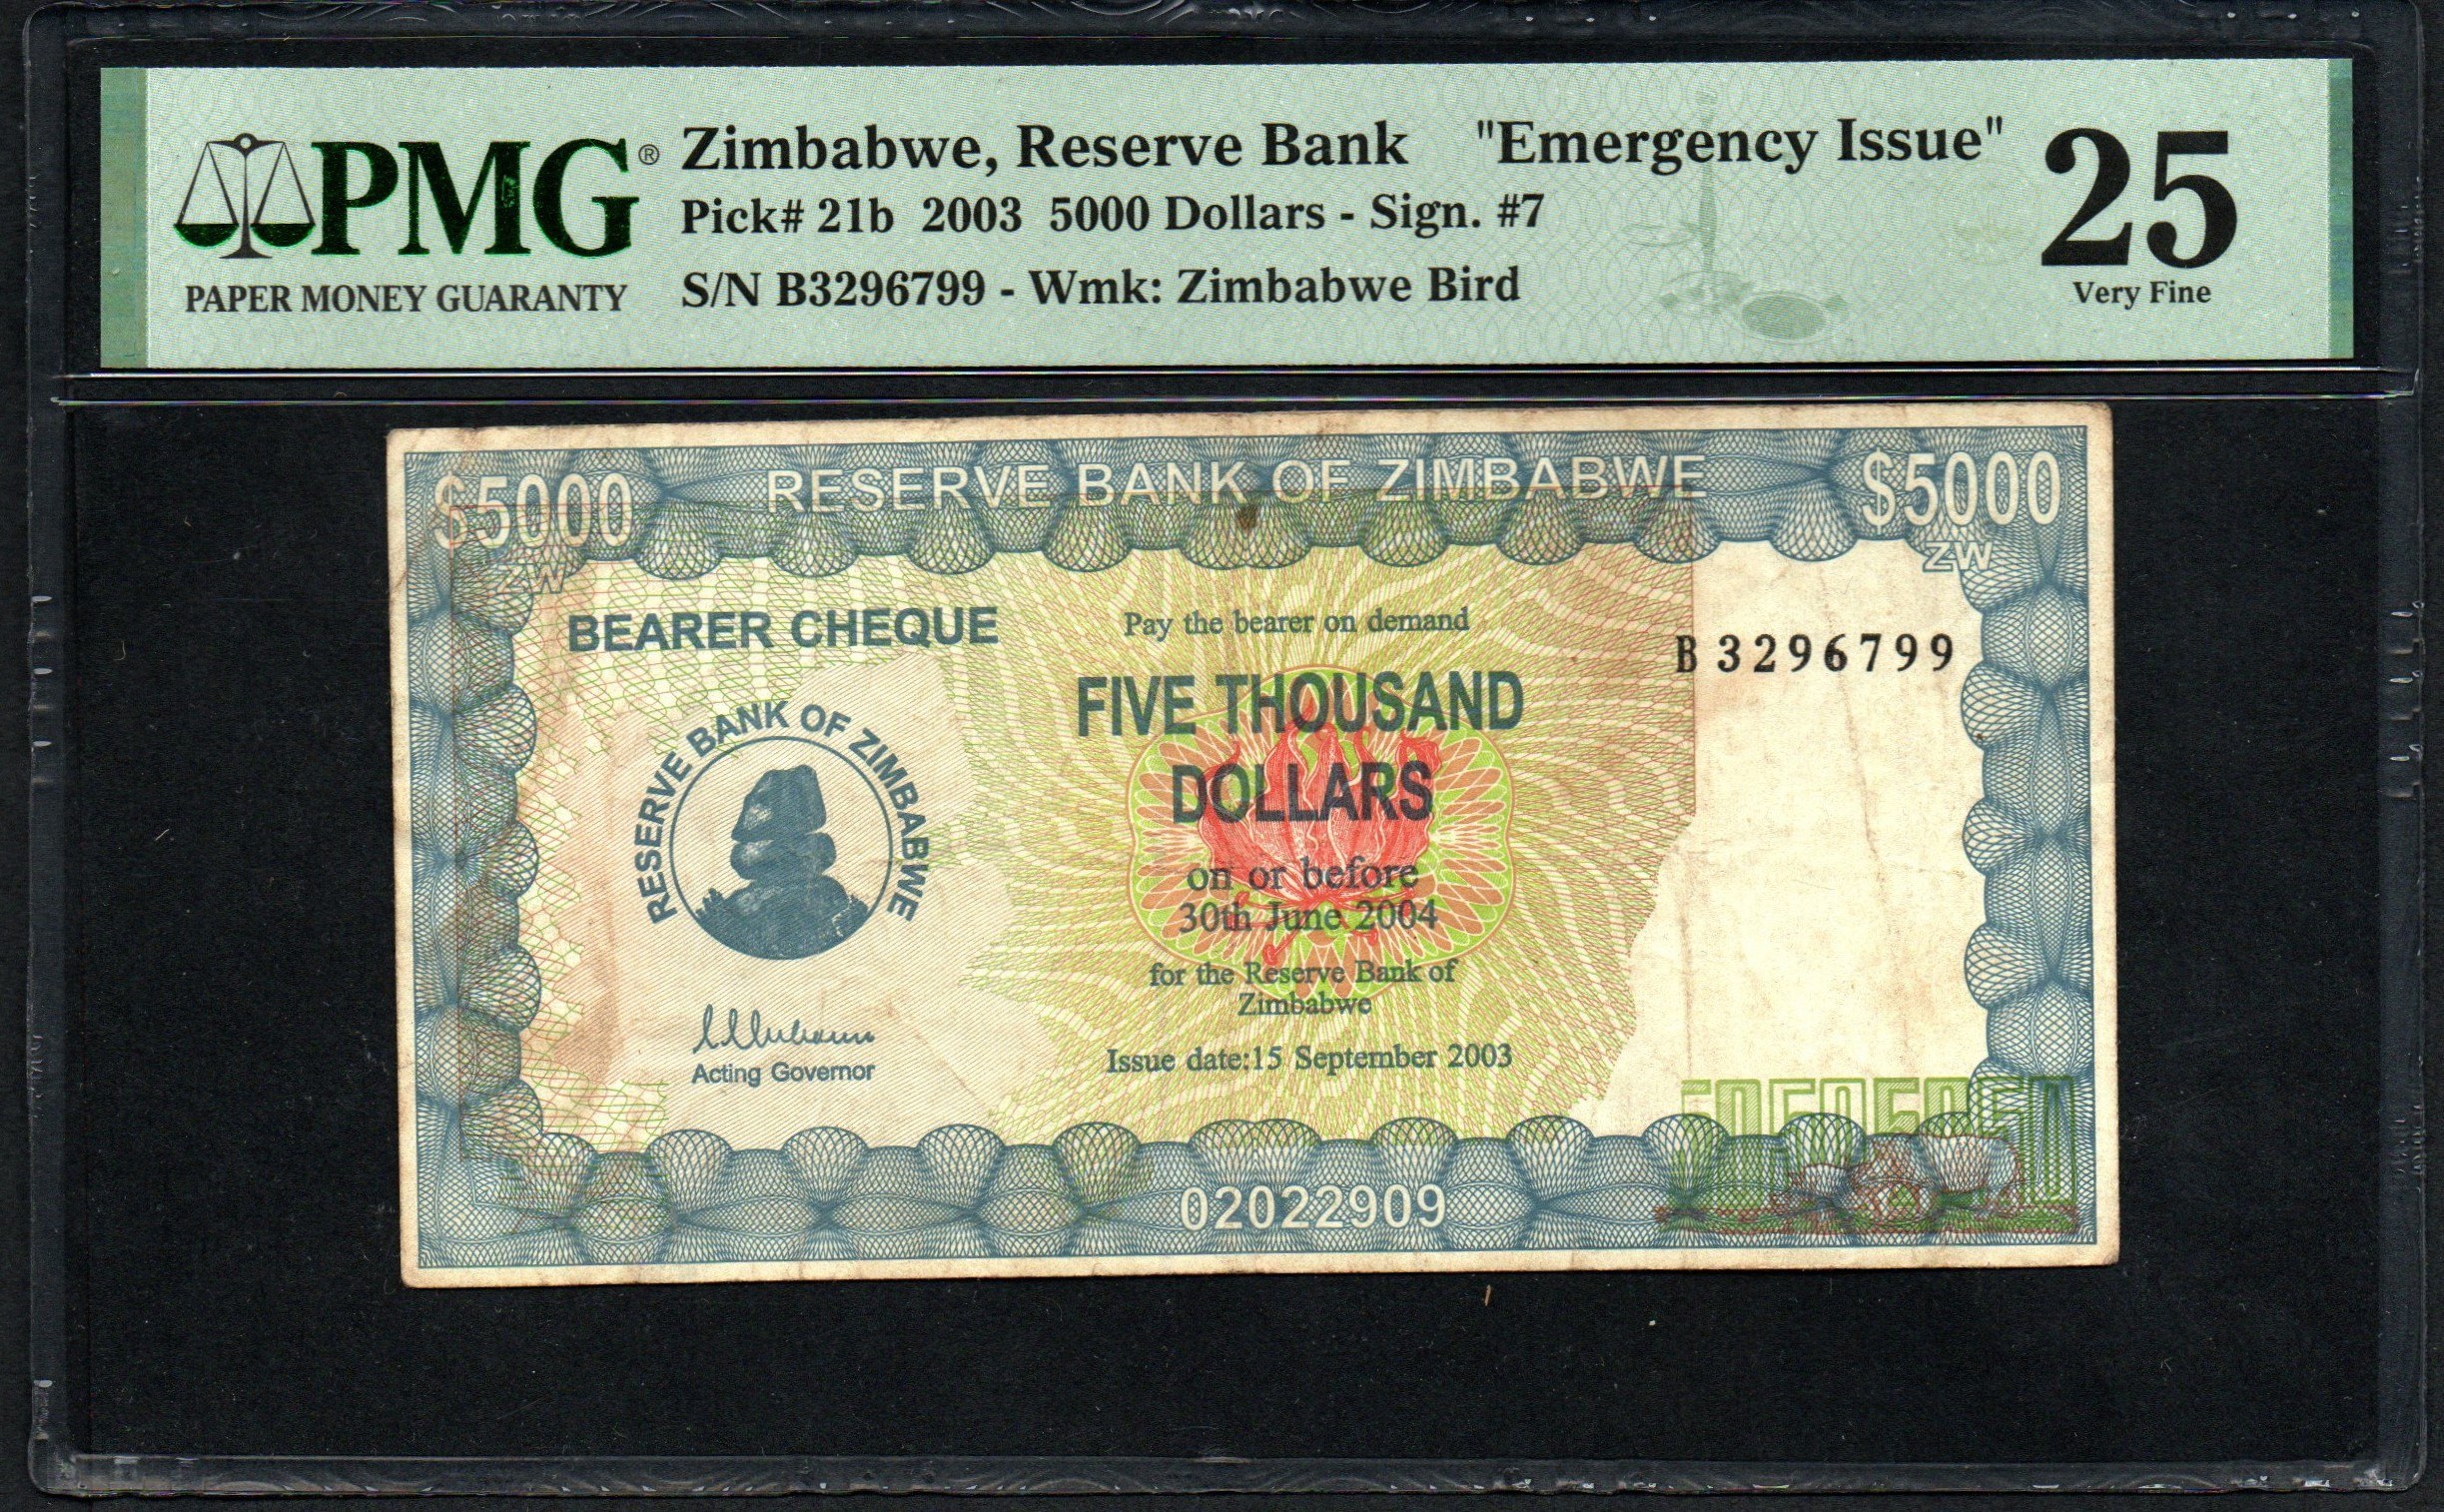 PMG®
PAPER MONEY GUARANTY
Zimbabwe, Reserve Bank "Emergency Issue"
Pick# 21b 2003 5000 Dollars - Sign. #7
S/N B3296799 - Wmk: Zimbabwe Bird
25
Very Fine
$5000
ZW
RESERVE BANK OF ZIMBABWE
$5000
ZW
BEARER CHEQUE
Pay the bearer on demand
B 3296799
FIVE THOUSAND
DOLLARS
RESERVE BANK OF ZIMBABWE
on or before
30th June 2004
for the Reserve Bank of
Zimbabwe
Acting Governor
Issue date:15 September 2003
02022909